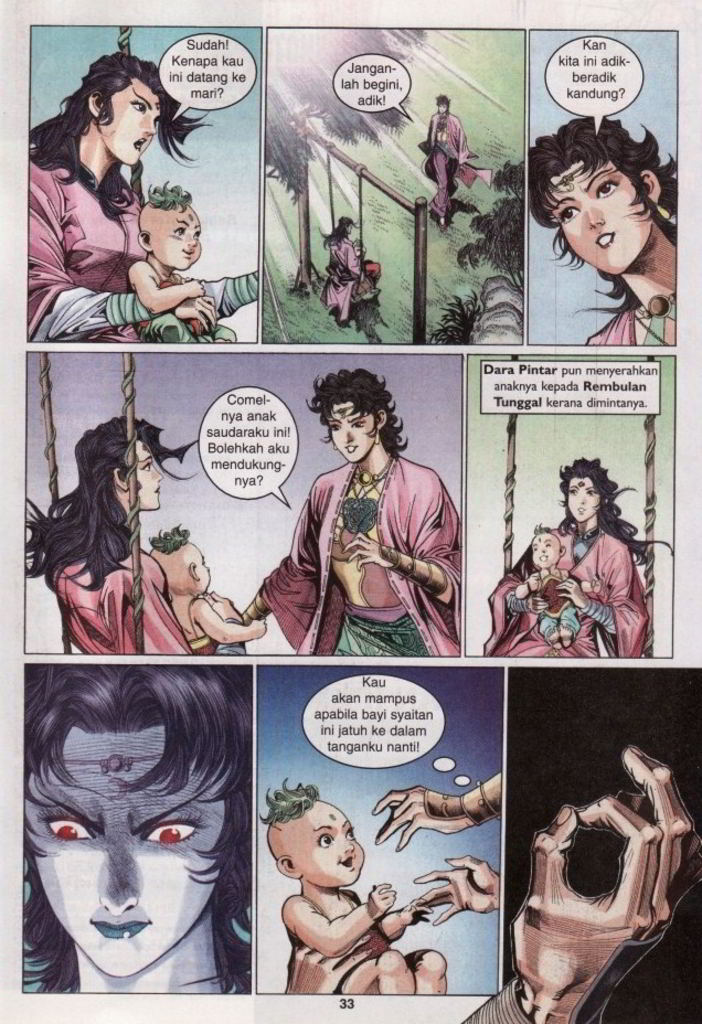 Sudah!
Kenapa kau
ini datang ke
mari?
Jangan-
lah begini,
adik!
Kan
kita ini adik-
beradik
kandung?
Comel-
nya anak
saudaraku ini!
Bolehkah aku
mendukung-
nya?
Dara Pintar pun menyerahkan
anaknya kepada Rembulan
Tunggal kerana dimintanya.
Kau
akan mampus
apabila bayi syaitan
ini jatuh ke dalam
tanganku nanti!
33